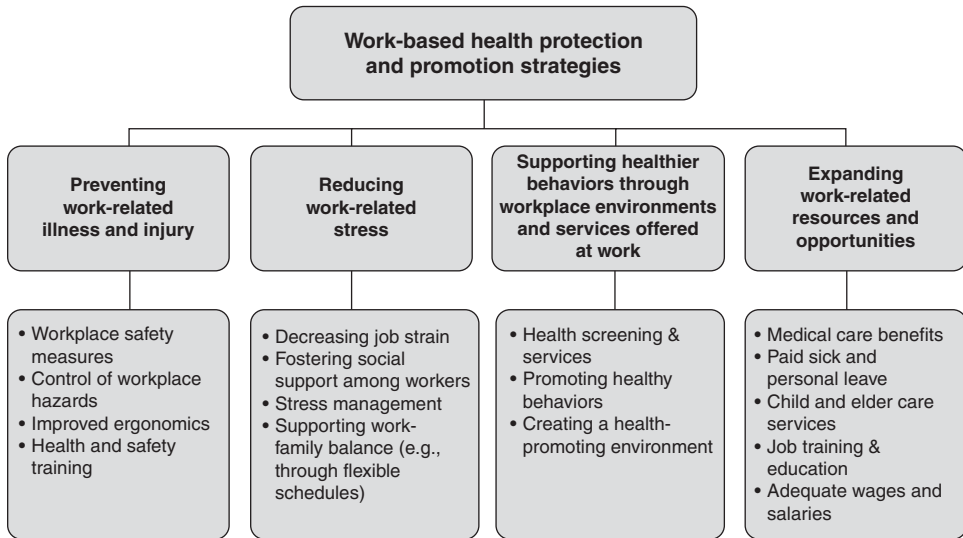 Work-based health protection
and promotion strategies
Preventing
work-related
illness and injury
Reducing
work-related
stress
Supporting healthier
behaviors through
workplace environments
and services offered
at work
Expanding
work-related
resources and
opportunities
• Workplace safety
measures
• Control of workplace
hazards
• Improved ergonomics
• Health and safety
training
• Decreasing job strain
• Fostering social
support among workers
• Stress management
• Supporting work-
family balance (e.g.,
through flexible
schedules)
• Health screening &
services
• Promoting healthy
behaviors
• Creating a health-
promoting environment
• Medical care benefits
• Paid sick and
personal leave
• Child and elder care
services
• Job training &
education
• Adequate wages and
salaries